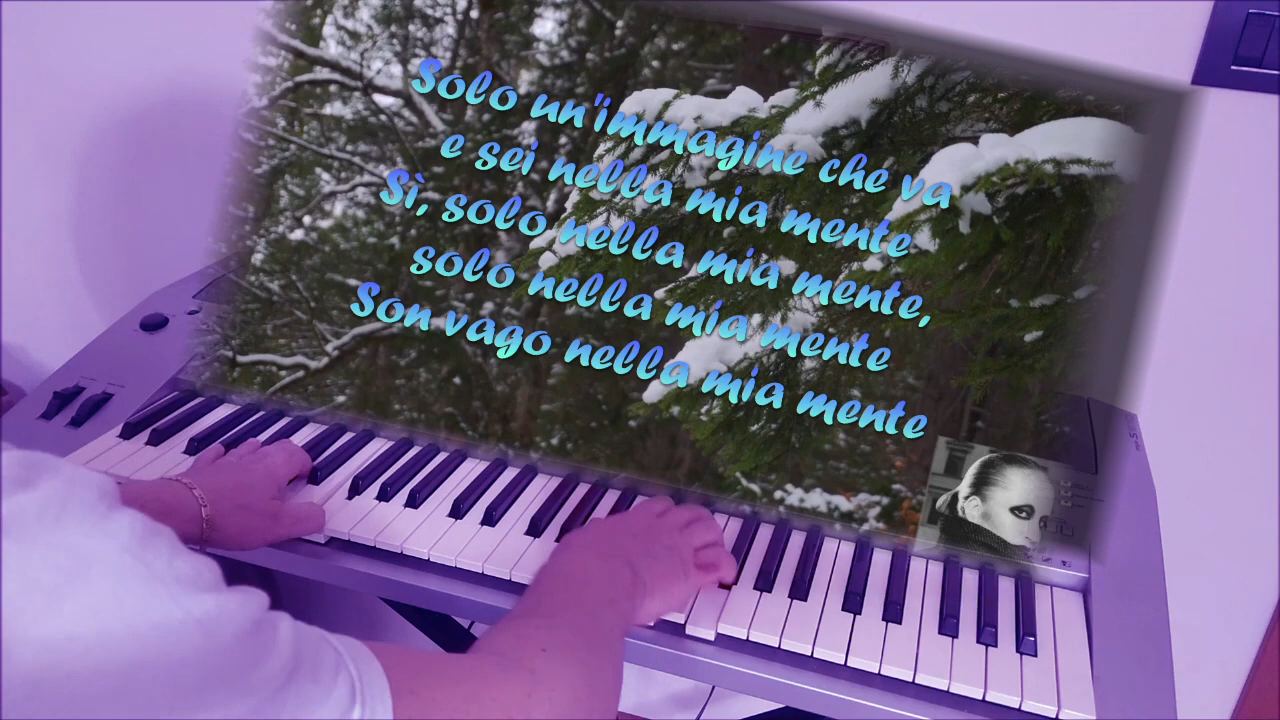 Solo un'immagine che va
e sei nella mia mente
Sì, solo nella mia mente,
solo nella mia mente
Son vago nella mia mente